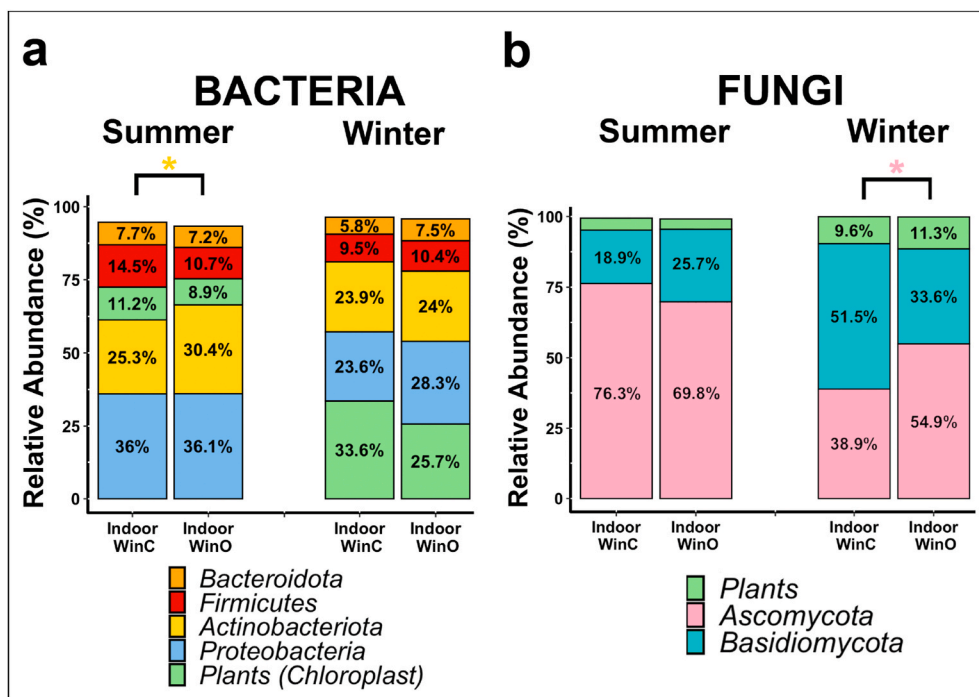 a
BACTERIA
Summer
Winter
*
Relative Abundance (%)
100
75
50
25
0
7.7%
14.5%
11.2%
25.3%
36%
7.2%
10.7%
8.9%
30.4%
36.1%
5.8%
9.5%
23.9%
23.6%
33.6%
7.5%
10.4%
24%
28.3%
25.7%
Indoor
WinC
Indoor
WinO
Indoor
WinC
Indoor
WinO
Bacteroidota
Firmicutes
Actinobacteriota
Proteobacteria
Plants (Chloroplast)
b
FUNGI
Summer
Winter
*
Relative Abundance (%)
100
75
50
25
0
18.9%
76.3%
25.7%
69.8%
9.6%
51.5%
38.9%
11.3%
33.6%
54.9%
Indoor
WinC
Indoor
WinO
Indoor
WinC
Indoor
WinO
Plants
Ascomycota
Basidiomycota